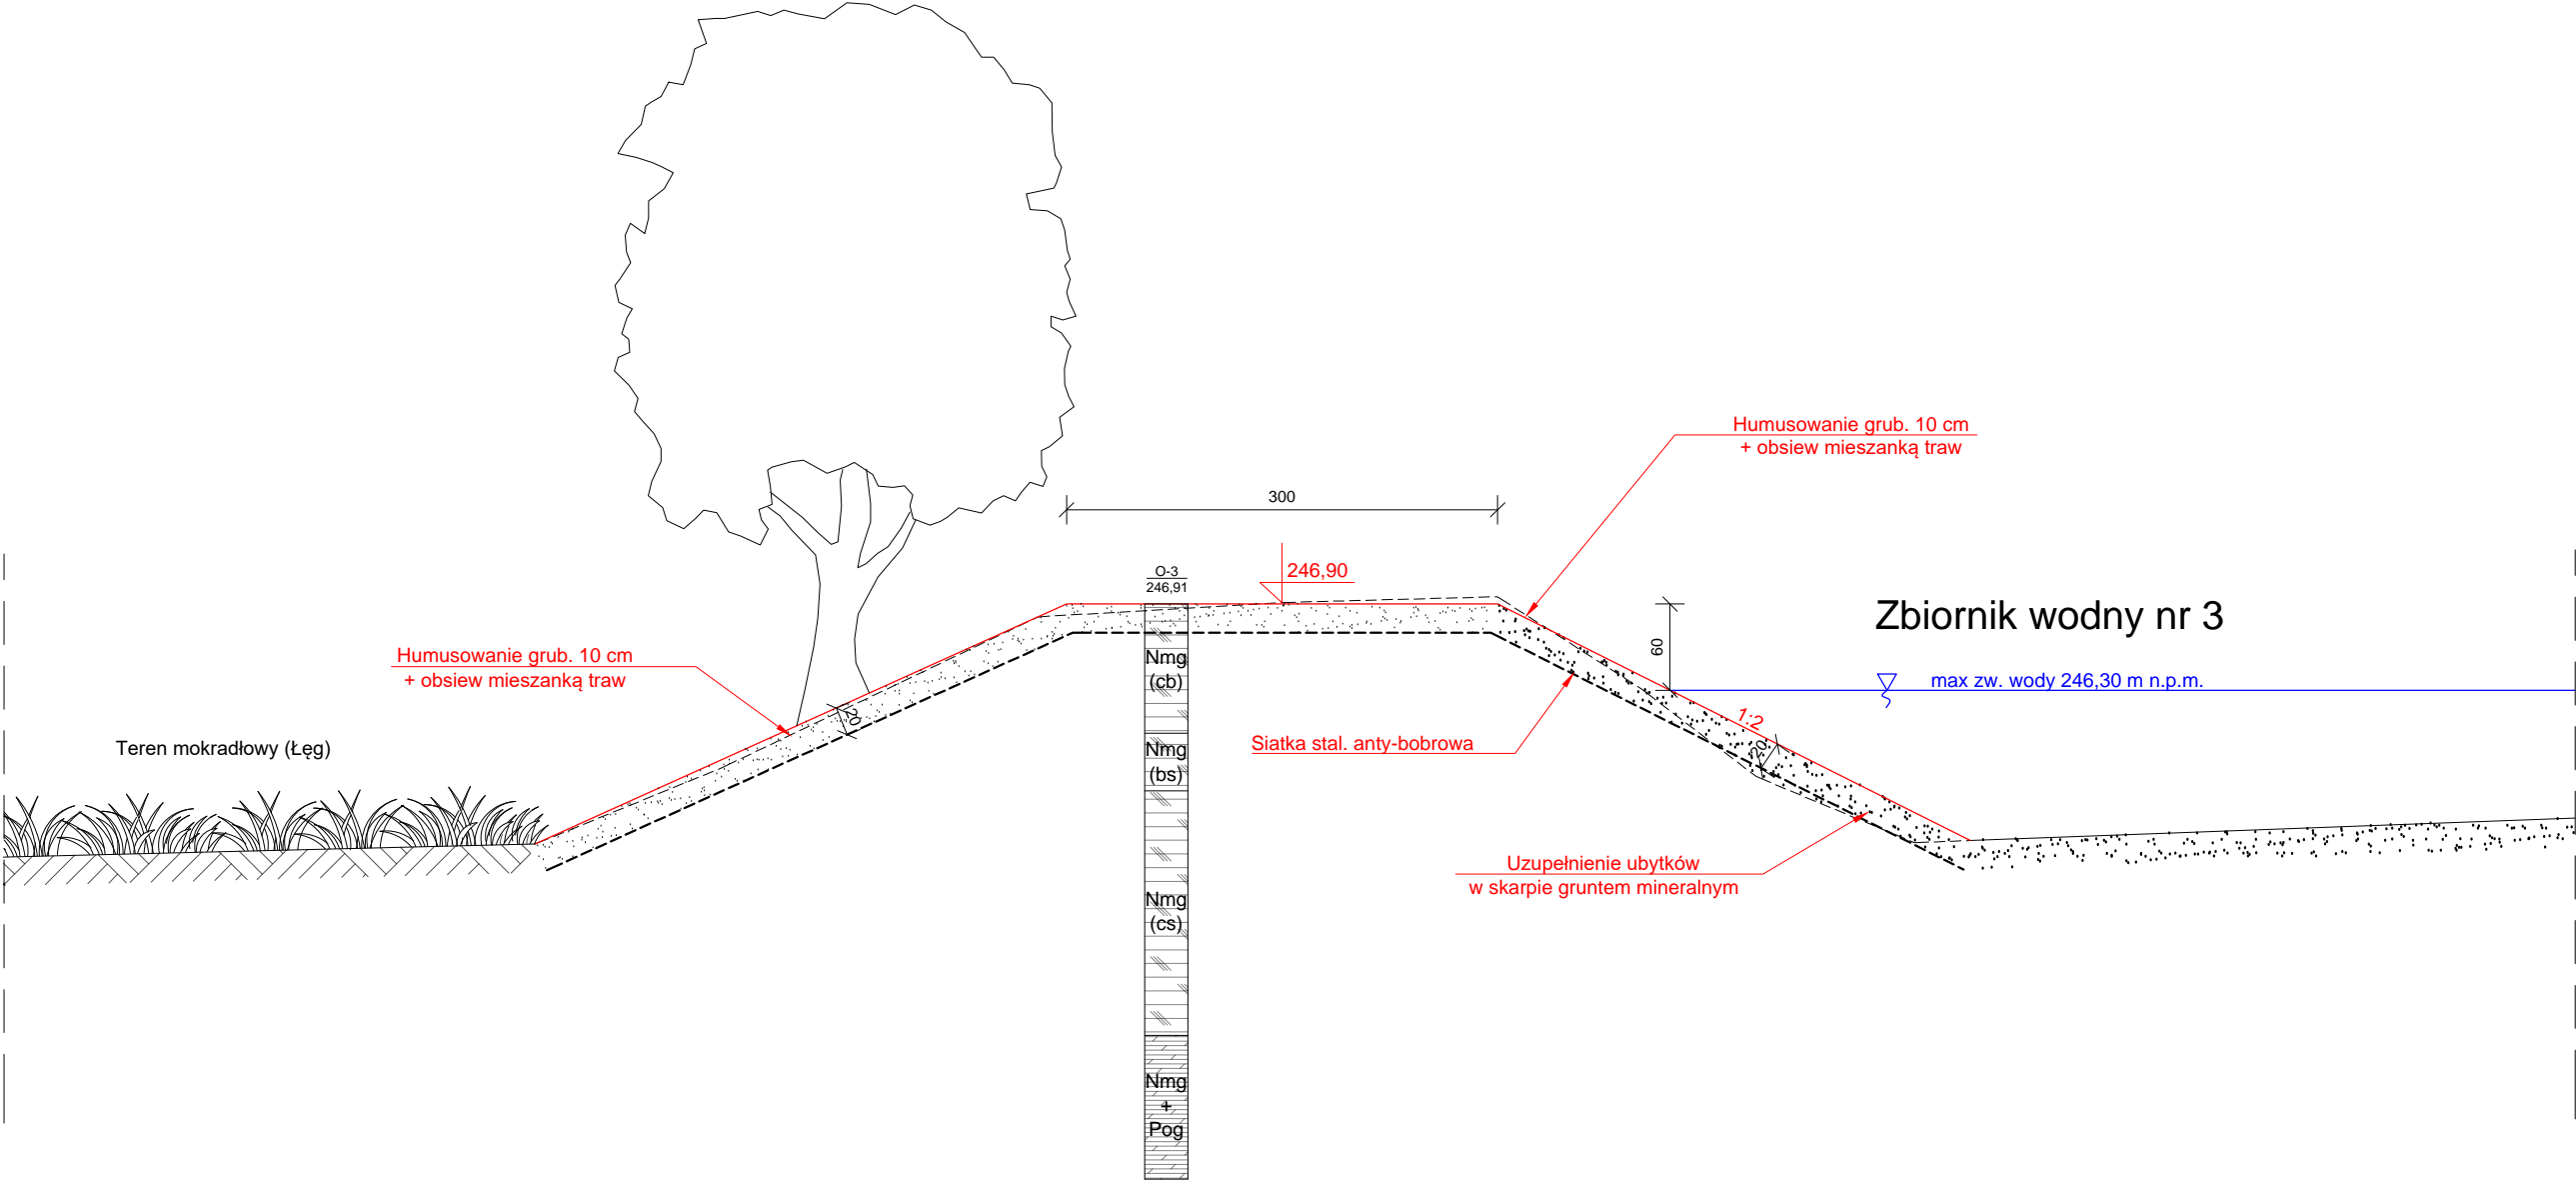 Humusowanie grub. 10 cm
+ obsiew mieszanką traw
300
O-3
246,91
246,90
Zbiornik wodny nr 3
60
max zw. wody 246,30 m n.p.m.
Humusowanie grub. 10 cm
+ obsiew mieszanką traw
20
Teren mokradłowy (Łęg)
Nmg
(cb)
Nmg
(bs)
Siatka stal. anty-bobrowa
1:2
20
Uzupełnienie ubytków
w skarpie gruntem mineralnym
Nmg
(cs)
Nmg
+
Pog